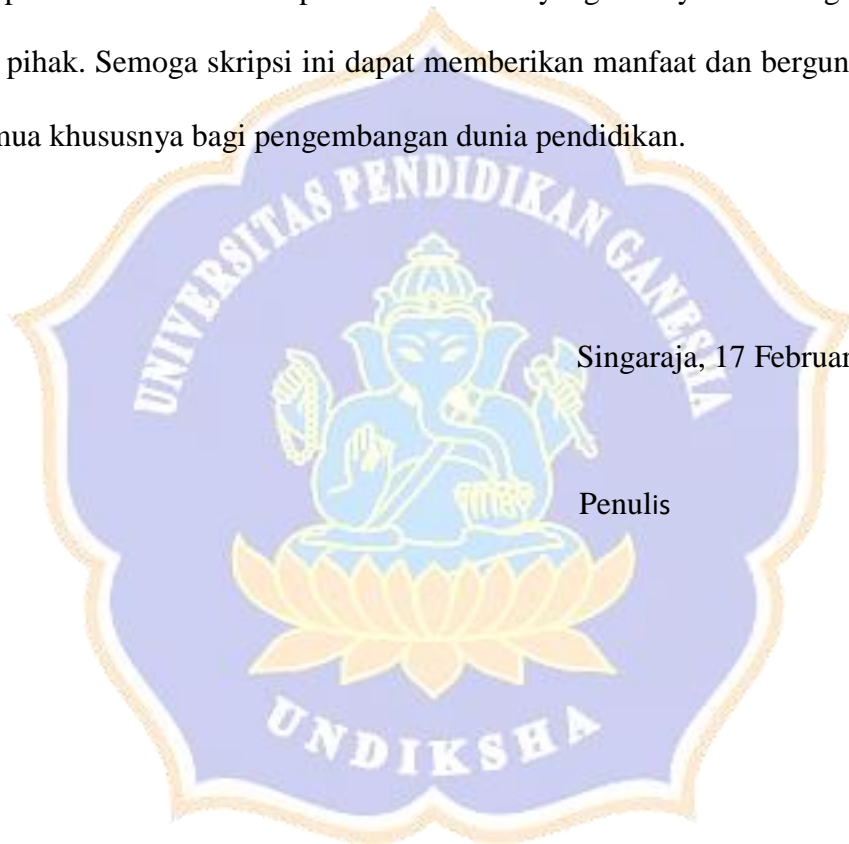 pihak. Semoga skripsi ini dapat memberikan manfaat dan bergun
mua khususnya bagi pengembangan dunia pendidikan.
UNIVERSITAS PENDIDIKAN GANESHA
Singaraja, 17 Februar
Penulis
UNDIKSHA